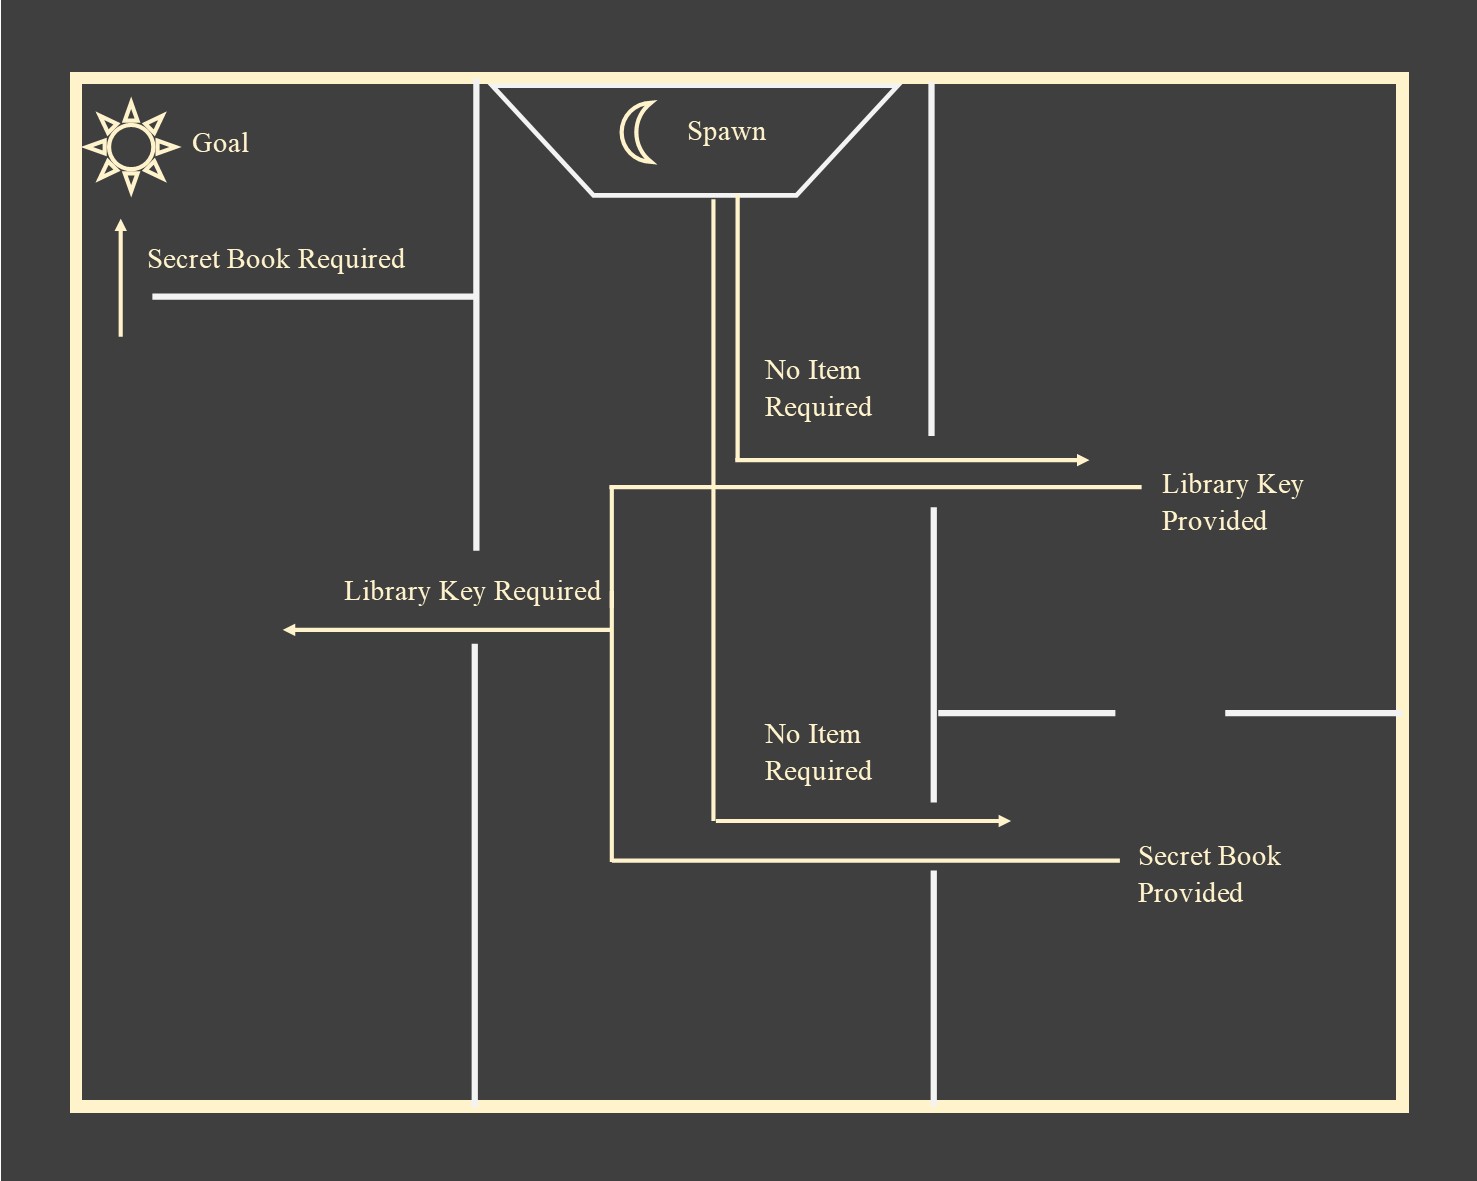 Spawn
Goal
Secret Book Required
No Item
Required
Library Key
Provided
Library Key Required
No Item
Required
Secret Book
Provided